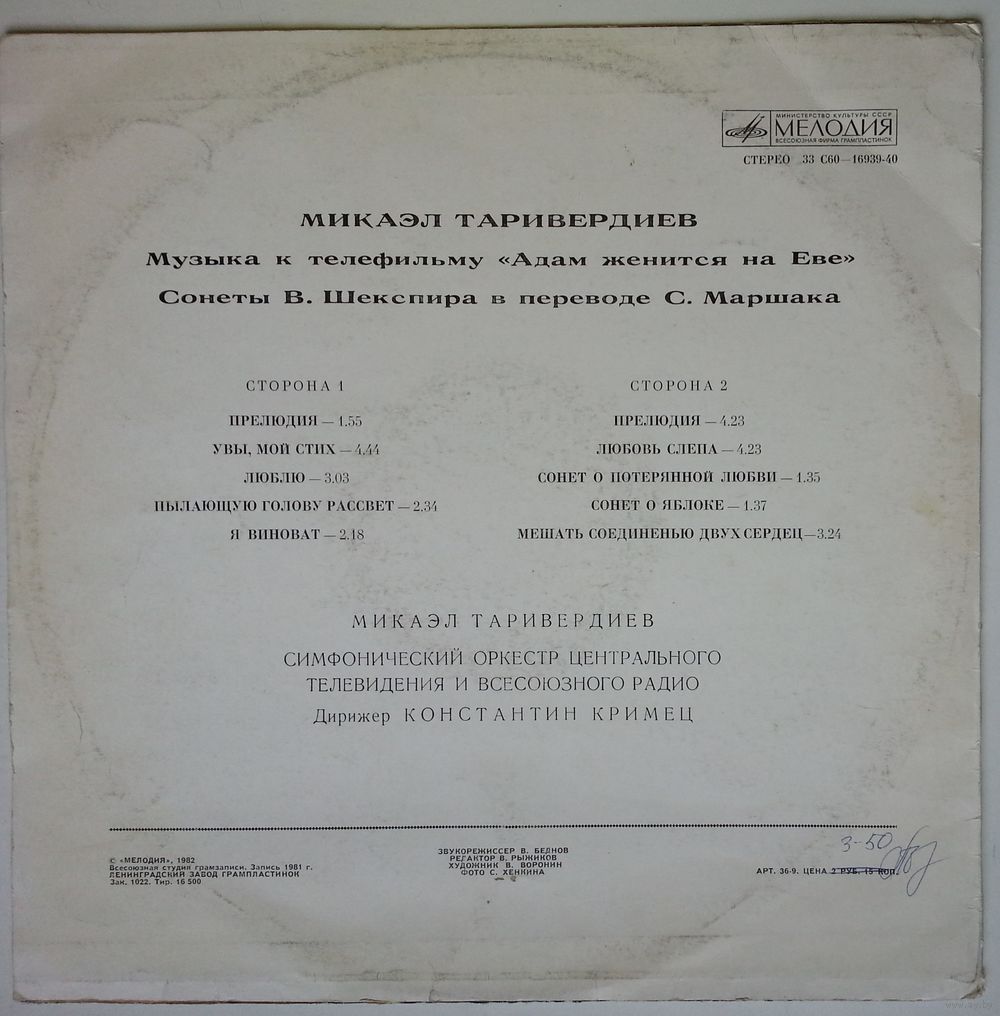 МИНИСТЕРСТВО КУЛЬТУРЫ СССР
МЕЛОДИЯ
ВСЕСОЮЗНАЯ ФИРМА ГРАМПЛАСТИНОК
СТЕРЕО 33 С60—16939-40
МИКАЭЛ ТАРИВЕРДИЕВ
Музыка к телефильму «Адам женится на Еве»
Сонеты В. Шекспира в переводе С. Маршака
СТОРОНА 1
ПРЕЛЮДИЯ — 1.55
УВЫ, МОЙ СТИХ — 4.44
ЛЮБЛЮ — 3.03
ПЫЛАЮЩУЮ ГОЛОВУ РАССВЕТ — 2.34
Я ВИНОВАТ — 2.18
СТОРОНА 2
ПРЕЛЮДИЯ — 4.23
ЛЮБОВЬ СЛЕПА — 4.23
СОНЕТ О ПОТЕРЯННОЙ ЛЮБВИ — 1.35
СОНЕТ О ЯБЛОКЕ — 1.37
МЕШАТЬ СОЕДИНЕНЬЮ ДВУХ СЕРДЕЦ—3.24
МИКАЭЛ ТАРИВЕРДИЕВ
СИМФОНИЧЕСКИЙ ОРКЕСТР ЦЕНТРАЛЬНОГО
ТЕЛЕВИДЕНИЯ И ВСЕСОЮЗНОГО РАДИО
Дирижер КОНСТАНТИН КРИМЕЦ
© «МЕЛОДИЯ», 1982
Всесоюзная студия грамзаписи. Запись 1981 г.
ЛЕНИНГРАДСКИЙ ЗАВОД ГРАМПЛАСТИНОК
Зак. 1022. Тир. 16 500
ЗВУКОРЕЖИССЕР В. БЕДНОВ
РЕДАКТОР В. РЫЖИКОВ
ХУДОЖНИК В. ВОРОНИН
ФОТО С. ХЕНКИНА
3-50
АРТ. 36-9. ЦЕНА 2 РУБ. 15 КОП.